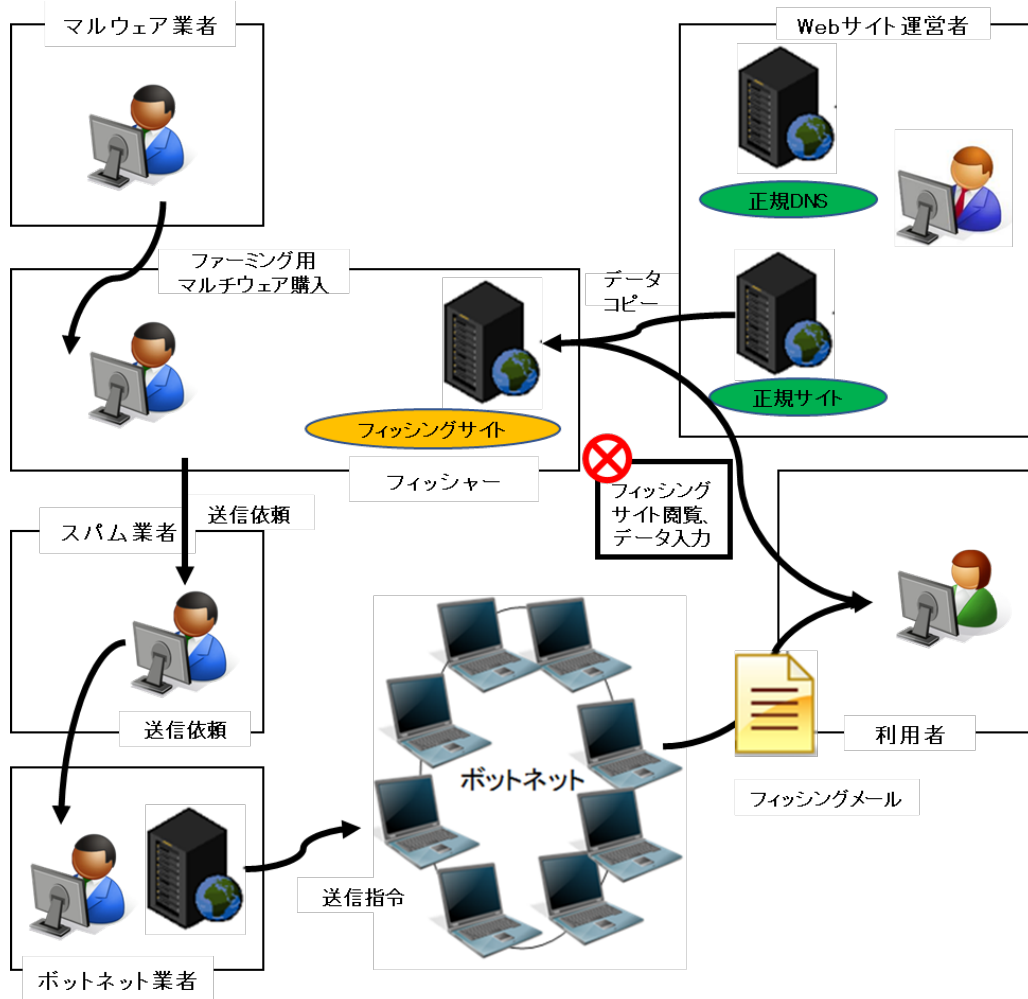 マルウェア業者
Webサイト運営者
正規DNS
ファーミング用
マルチウェア購入
データ
コピー
正規サイト
フィッシングサイト
フィッシャー
フィッシング
サイト閲覧、
データ入力
送信依頼
スパム業者
送信依頼
利用者
ボットネット
フィッシングメール
送信指令
ボットネット業者